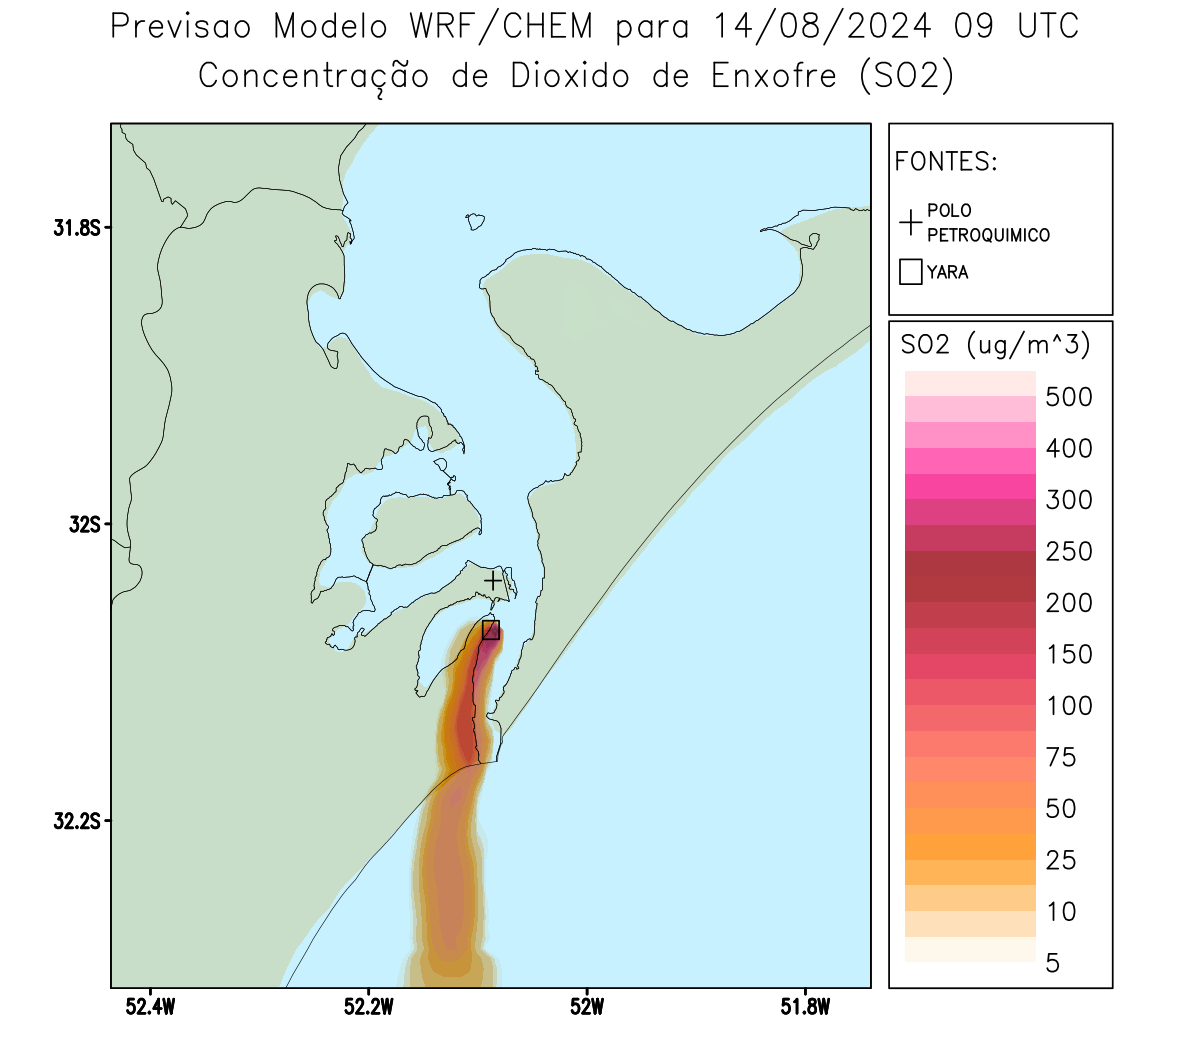 Previsao Modelo WRF/CHEM para 14/08/2024 09 UTC
Concentração de Dioxido de Enxofre (SO2)
FONTES:
POLO
PETROQUIMICO
YARA
31.8S
32S
32.2S
52.4W
52.2W
52W
51.8W
SO2 (ug/m^3)
500
400
300
250
200
150
100
75
50
25
10
5